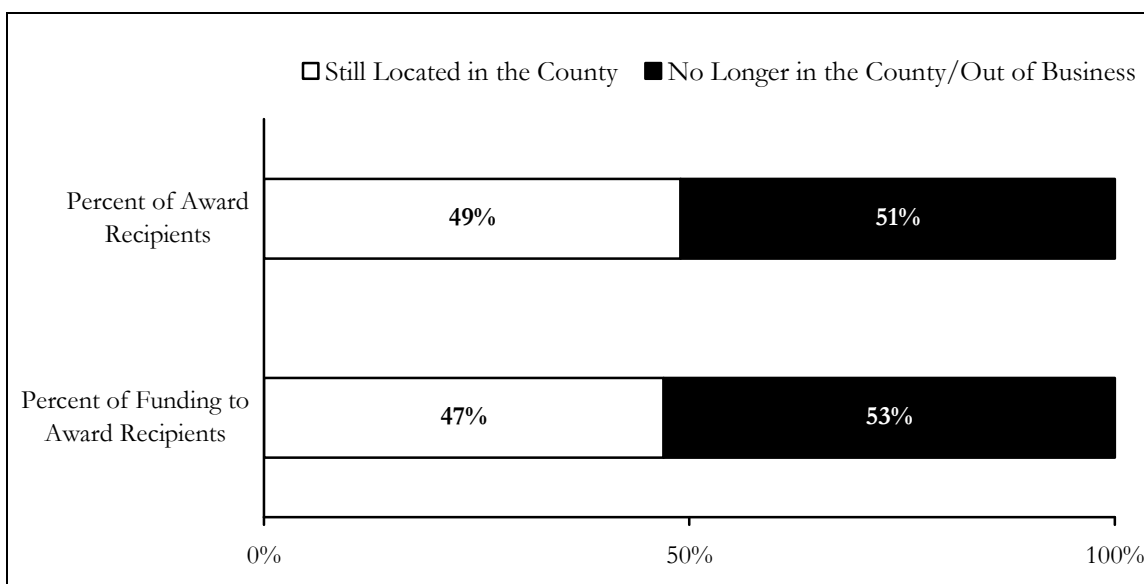 Still Located in the County No Longer in the County/Out of Business
Percent of Award
Recipients
49% 51%
Percent of Funding to
Award Recipients
47% 53%
0% 50% 100%